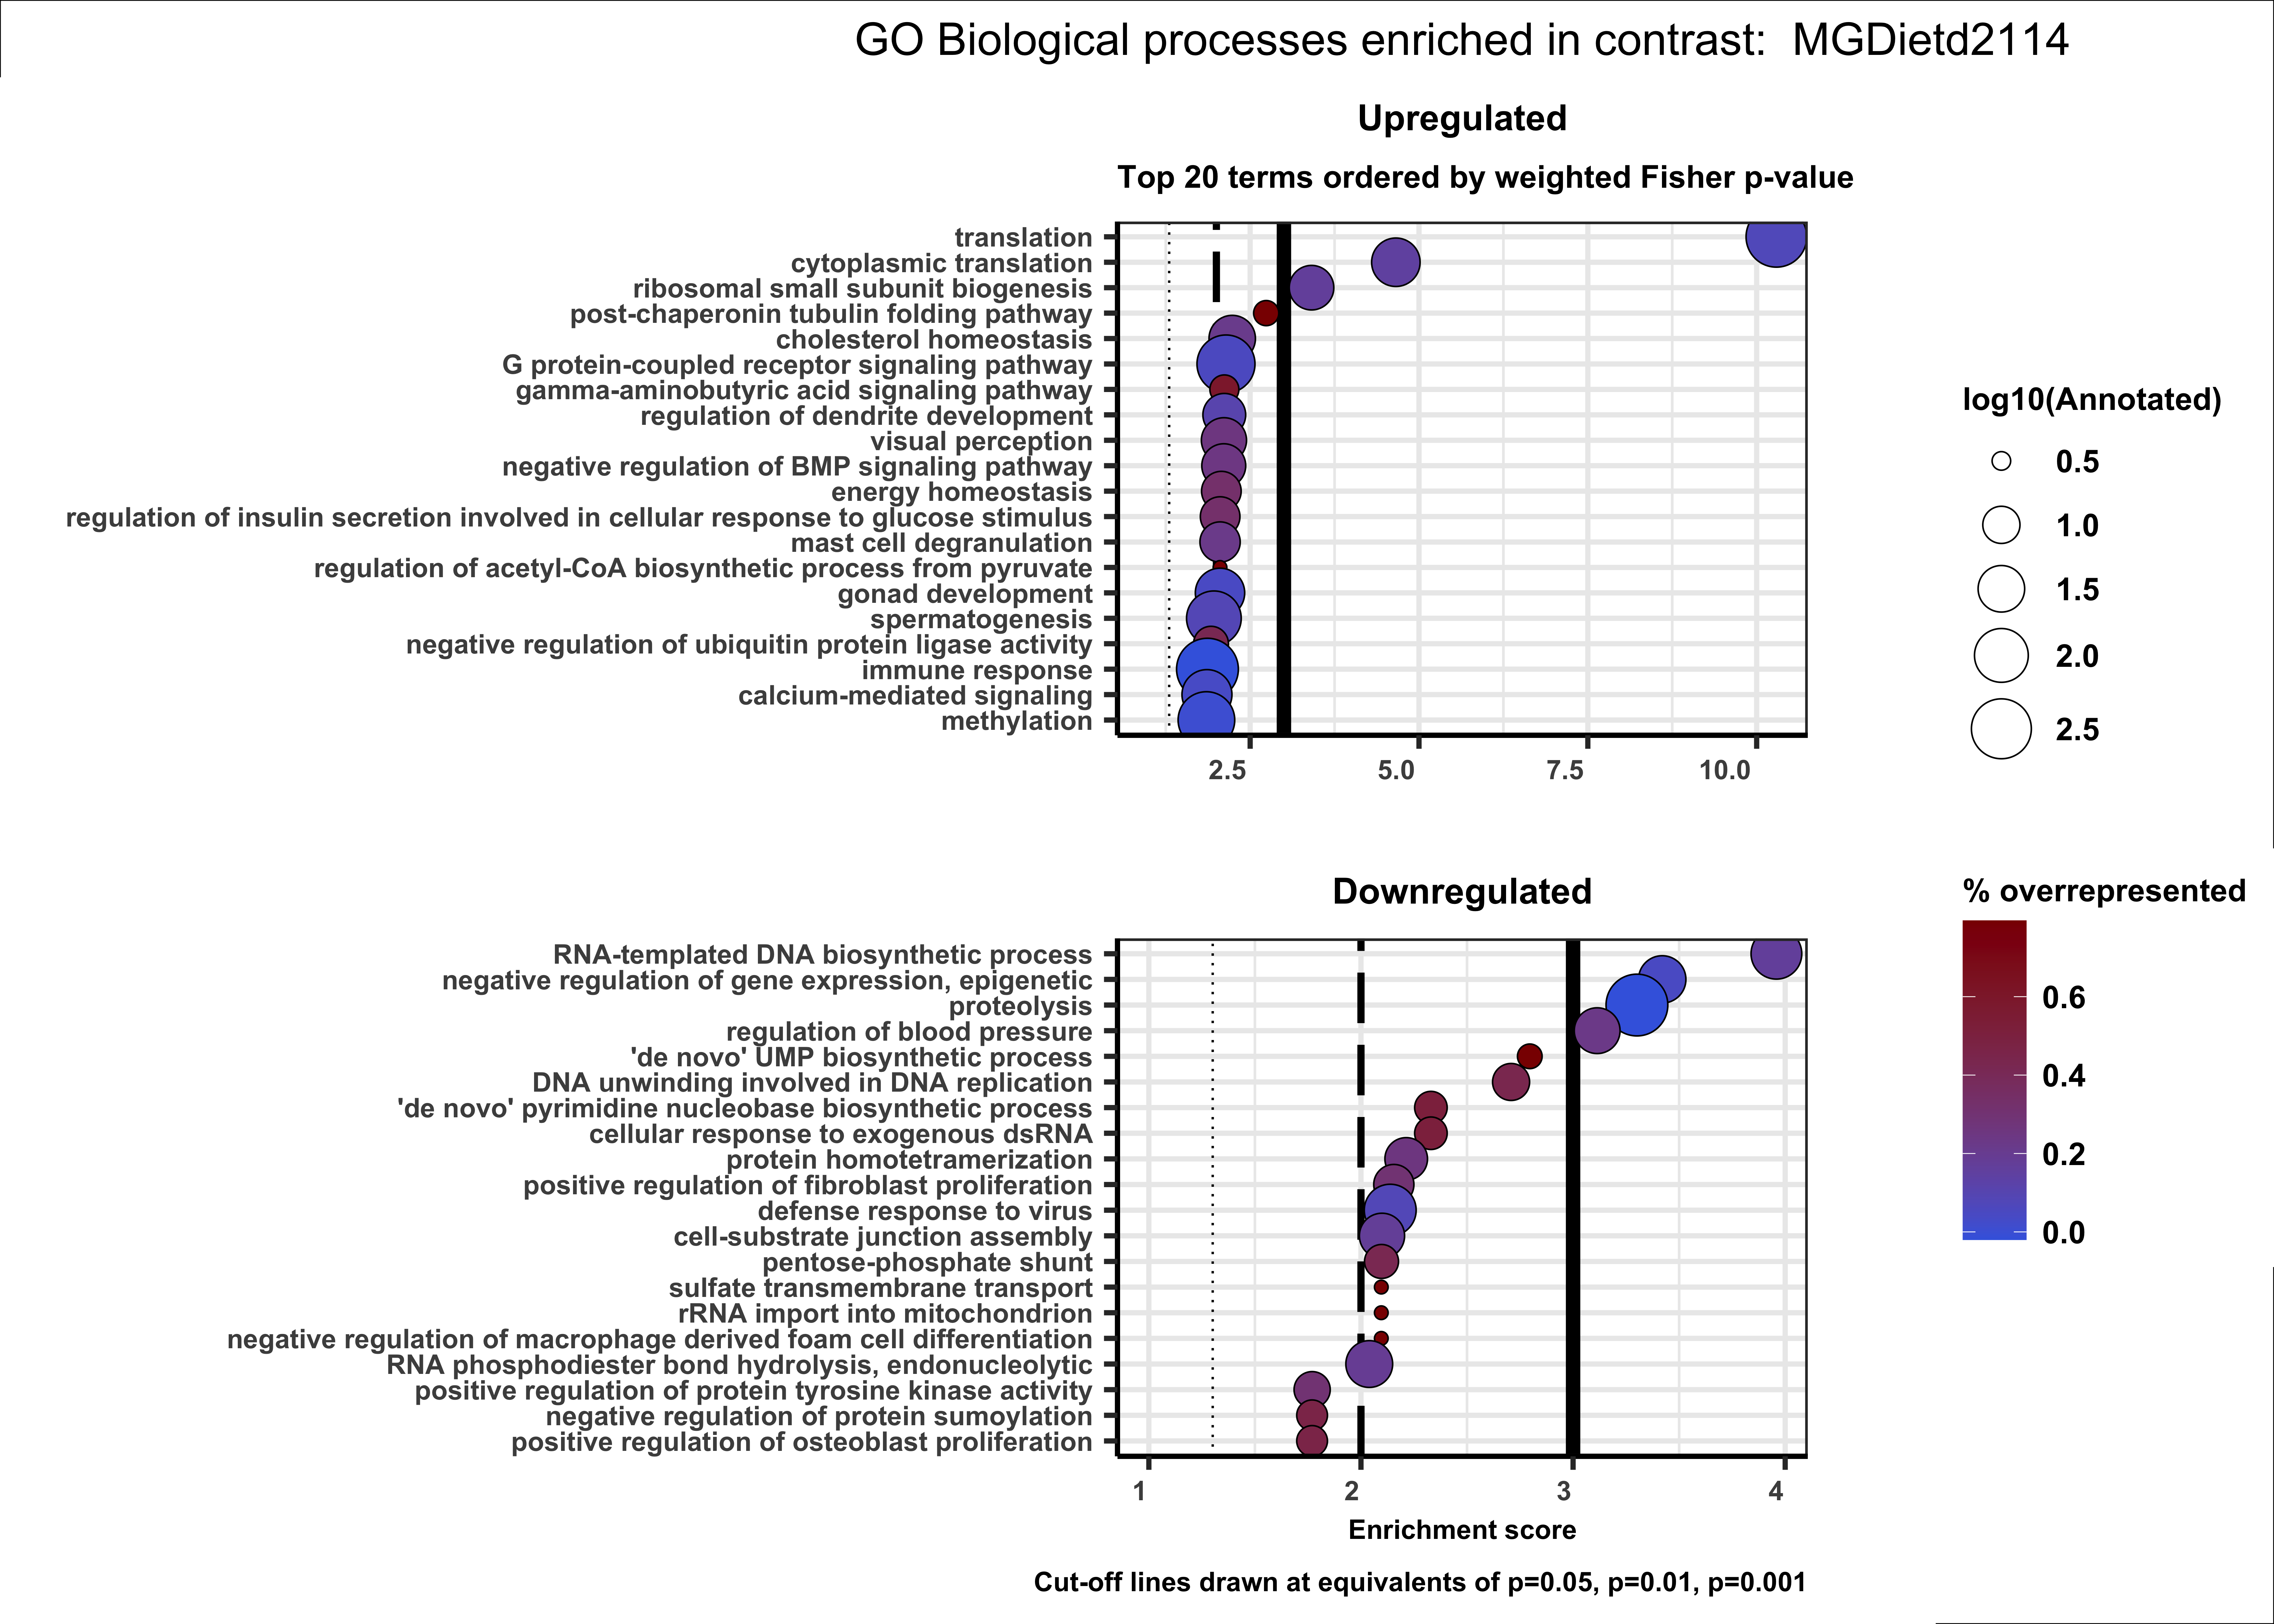 GO Biological processes enriched in contrast:  MGDietd2114
Upregulated
Top 20 terms ordered by weighted Fisher p-value
translation
cytoplasmic translation
ribosomal small subunit biogenesis
post-chaperonin tubulin folding pathway
cholesterol homeostasis
G protein-coupled receptor signaling pathway
gamma-aminobutyric acid signaling pathway
regulation of dendrite development
visual perception
negative regulation of BMP signaling pathway
energy homeostasis
regulation of insulin secretion involved in cellular response to glucose stimulus
mast cell degranulation
regulation of acetyl-CoA biosynthetic process from pyruvate
gonad development
spermatogenesis
negative regulation of ubiquitin protein ligase activity
immune response
calcium-mediated signaling
methylation
2.5 5.0 7.5 10.0
log10(Annotated)
0.5
1.0
1.5
2.0
2.5
Downregulated
RNA-templated DNA biosynthetic process
negative regulation of gene expression, epigenetic
proteolysis
regulation of blood pressure
'de novo' UMP biosynthetic process
DNA unwinding involved in DNA replication
'de novo' pyrimidine nucleobase biosynthetic process
cellular response to exogenous dsRNA
protein homotetramerization
positive regulation of fibroblast proliferation
defense response to virus
cell-substrate junction assembly
pentose-phosphate shunt
sulfate transmembrane transport
rRNA import into mitochondrion
negative regulation of macrophage derived foam cell differentiation
RNA phosphodiester bond hydrolysis, endonucleolytic
positive regulation of protein tyrosine kinase activity
negative regulation of protein sumoylation
positive regulation of osteoblast proliferation
1 2 3 4
Enrichment score
Cut-off lines drawn at equivalents of p=0.05, p=0.01, p=0.001
% overrepresented
0.6
0.4
0.2
0.0